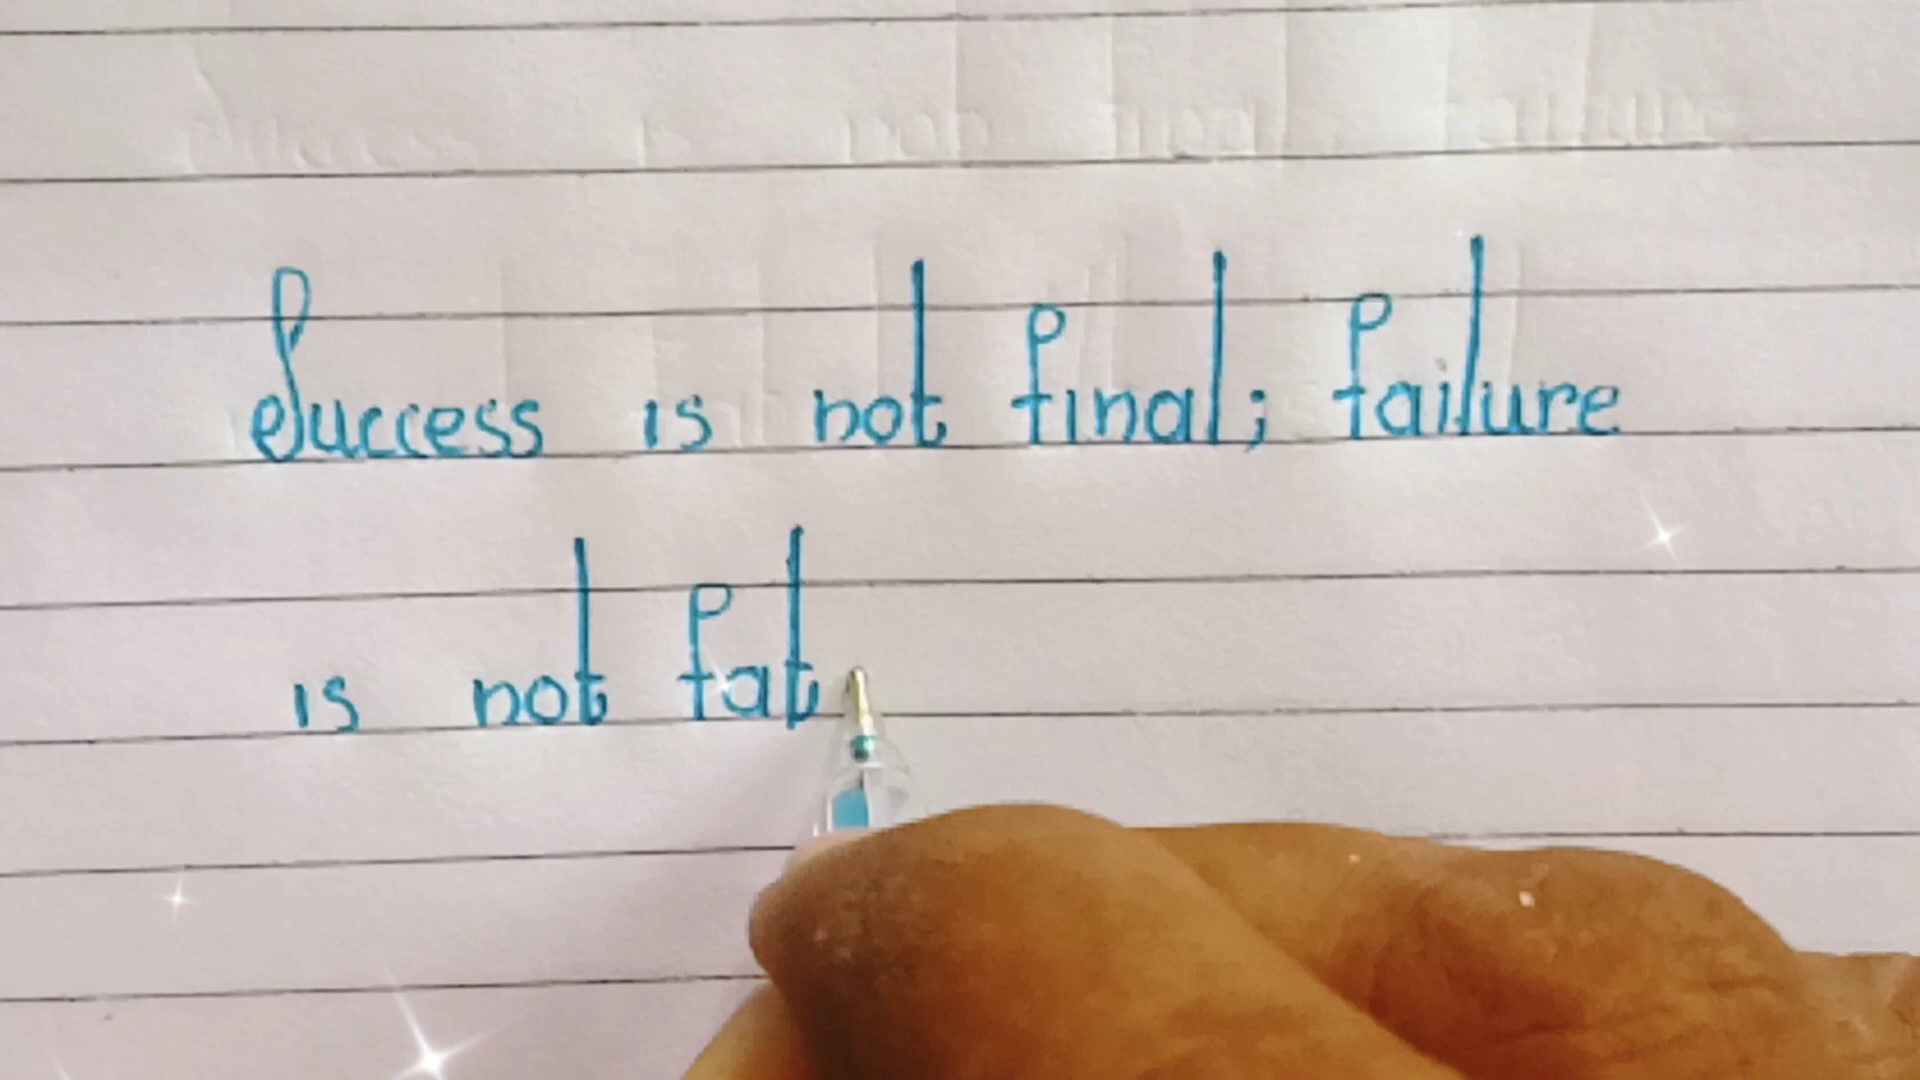 Success is not final; failure
is not fat